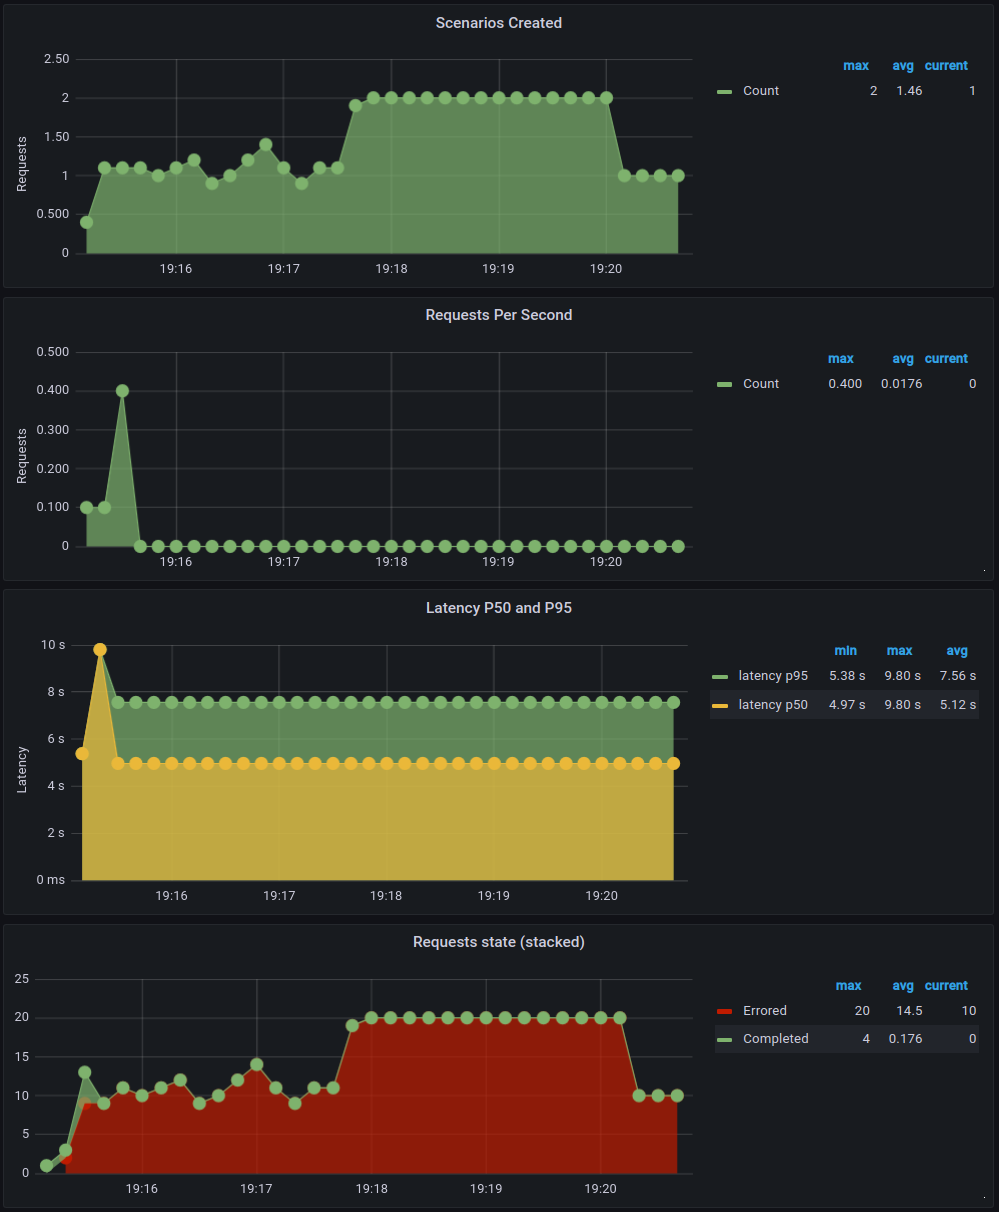 Scenarios Created
2.50
2
1.50
1
0.500
0
Requests
19:16 19:17 19:18 19:19 19:20
max avg current
Count 2 1.46 1
Requests Per Second
0.500
0.400
0.300
0.200
0.100
0
Requests
19:16 19:17 19:18 19:19 19:20
max avg current
Count 0.400 0.0176 0
Latency P50 and P95
10 s
8 s
6 s
4 s
2 s
0 ms
Latency
19:16 19:17 19:18 19:19 19:20
min max avg
latency p95 5.38 s 9.80 s 7.56 s
latency p50 4.97 s 9.80 s 5.12 s
Requests state (stacked)
25
20
15
10
5
0
19:16 19:17 19:18 19:19 19:20
max avg current
Errored 20 14.5 10
Completed 4 0.176 0